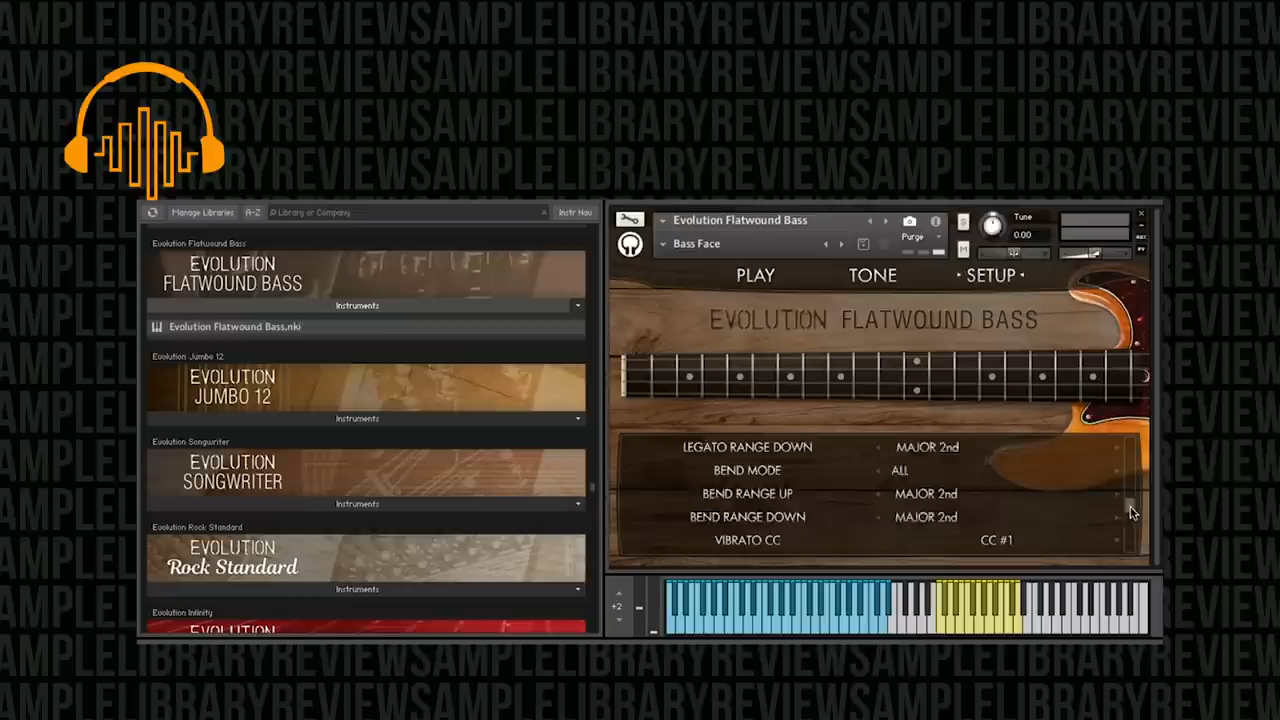 SAMPLELIBRARYREVIEW
Manage Libraries
A-Z
Library or Company
Instr Nav
Evolution Flatwound Bass
EVOLUTION
FLATWOUND BASS
Instruments
Evolution Flatwound Bass.nki
Evolution Jumbo 12
EVOLUTION
JUMBO 12
Instruments
Evolution Songwriter
EVOLUTION
SONGWRITER
Instruments
Evolution Rock Standard
EVOLUTION
Rock Standard
Instruments
Evolution Infinity
EVOLUTION
Evolution Flatwound Bass
Bass Face
Purge
S
M
Tune
0.00
PLAY
TONE
SETUP
EVOLUTION FLATWOUND BASS
LEGATO RANGE DOWN MAJOR 2nd
BEND MODE ALL
BEND RANGE UP MAJOR 2nd
BEND RANGE DOWN MAJOR 2nd
VIBRATO CC CC #1
+2